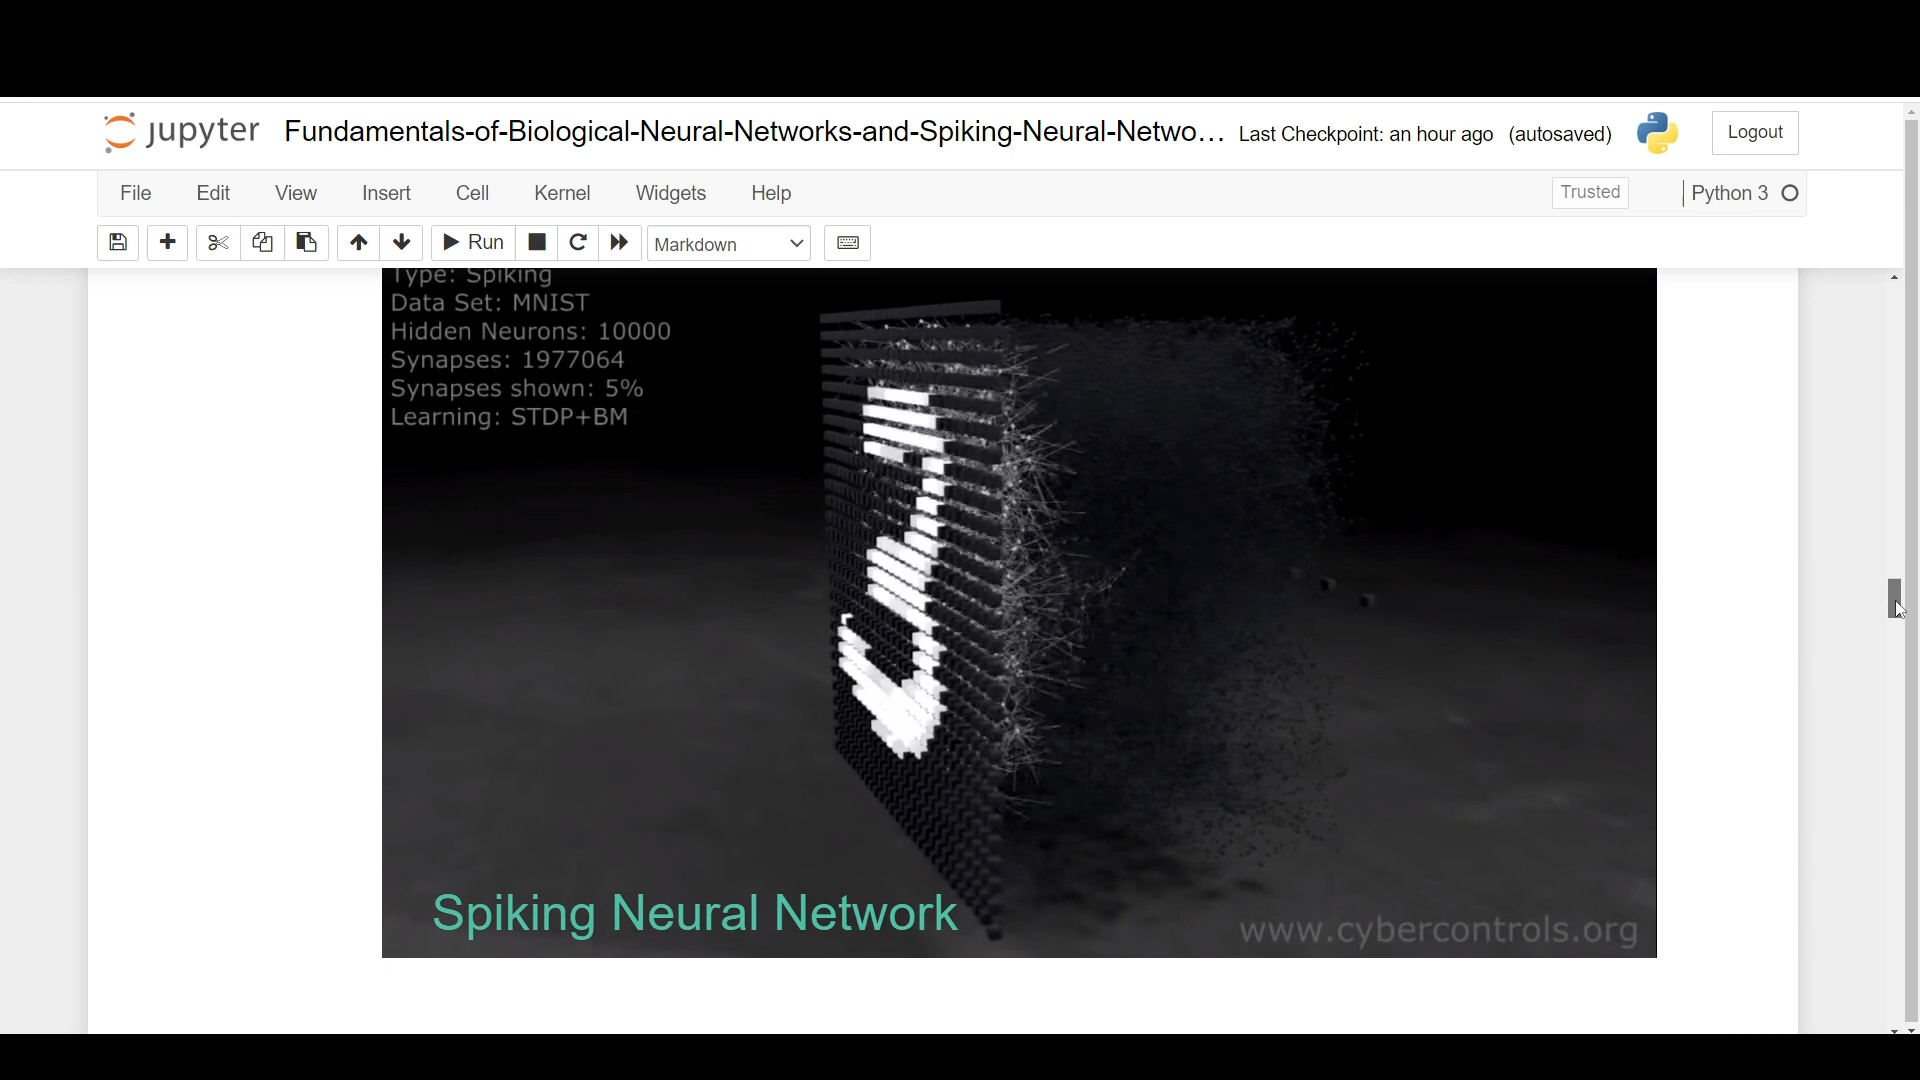 jupyter Fundamentals-of-Biological-Neural-Networks-and-Spiking-Neural-Netwo... Last Checkpoint: an hour ago (autosaved) Logout
File Edit View Insert Cell Kernel Widgets Help Trusted Python 3
Run Markdown
Type: Spiking
Data Set: MNIST
Hidden Neurons: 10000
Synapses: 1977064
Synapses shown: 5%
Learning: STDP+BM
Spiking Neural Network
www.cybercontrols.org